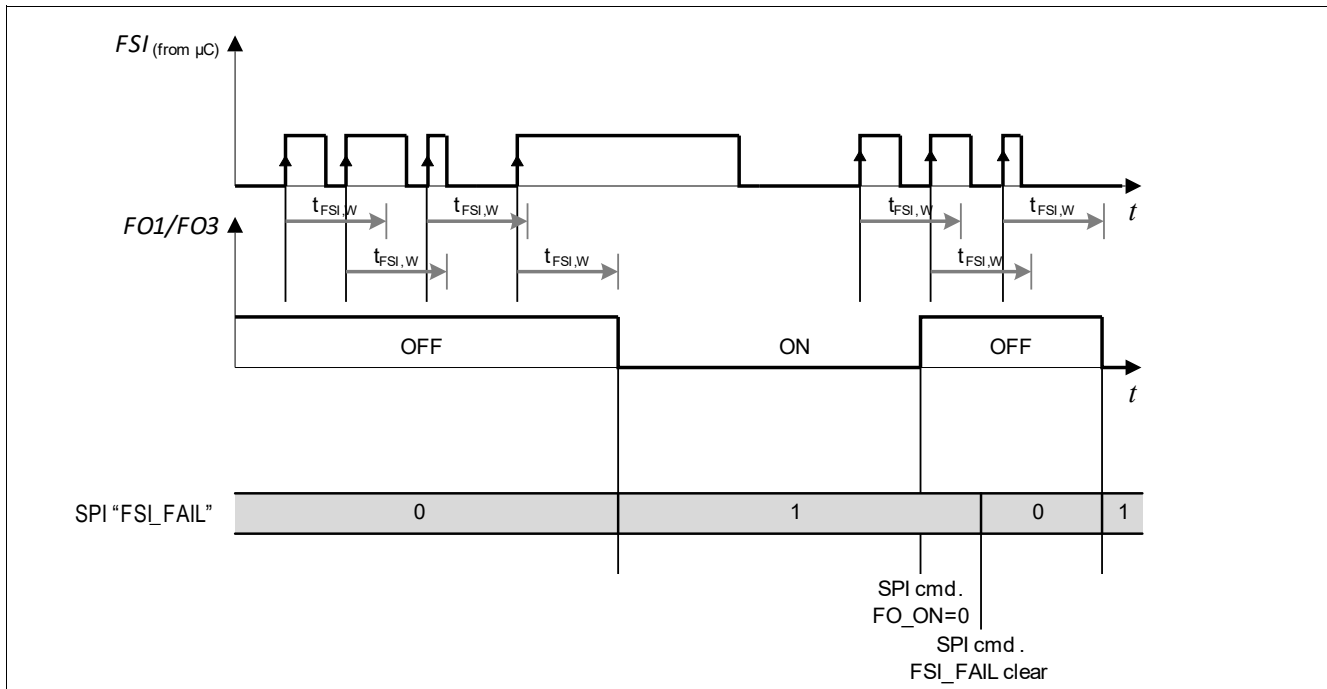 FSI (from µC)
tFSI,W tFSI,W tFSI,W tFSI,W t
FO1/FO3
tFSI,W tFSI,W tFSI,W
OFF ON OFF
t
SPI “FSI_FAIL” 0 1 0 1
SPI cmd.
FO_ON=0
SPI cmd .
FSI_FAIL clear